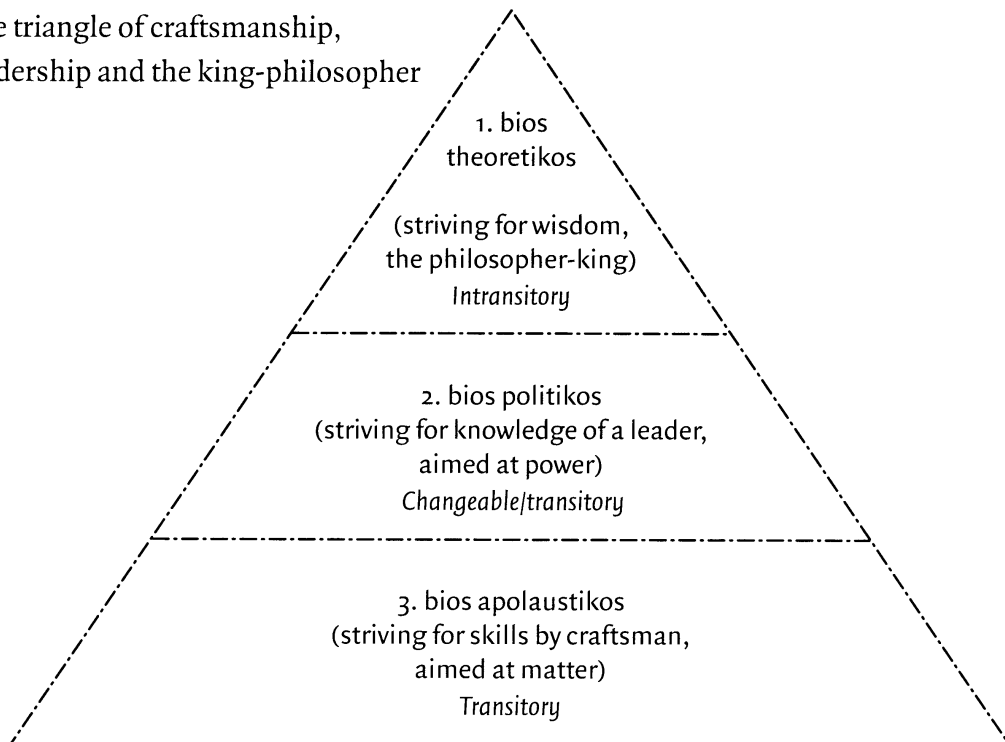 e triangle of craftsmanship,
dership and the king-philosopher
1. bios
theoretikos
(striving for wisdom,
the philosopher-king)
Intransitory
2. bios politikos
(striving for knowledge of a leader,
aimed at power)
Changeable/transitory
3. bios apolaustikos
(striving for skills by craftsman,
aimed at matter)
Transitory